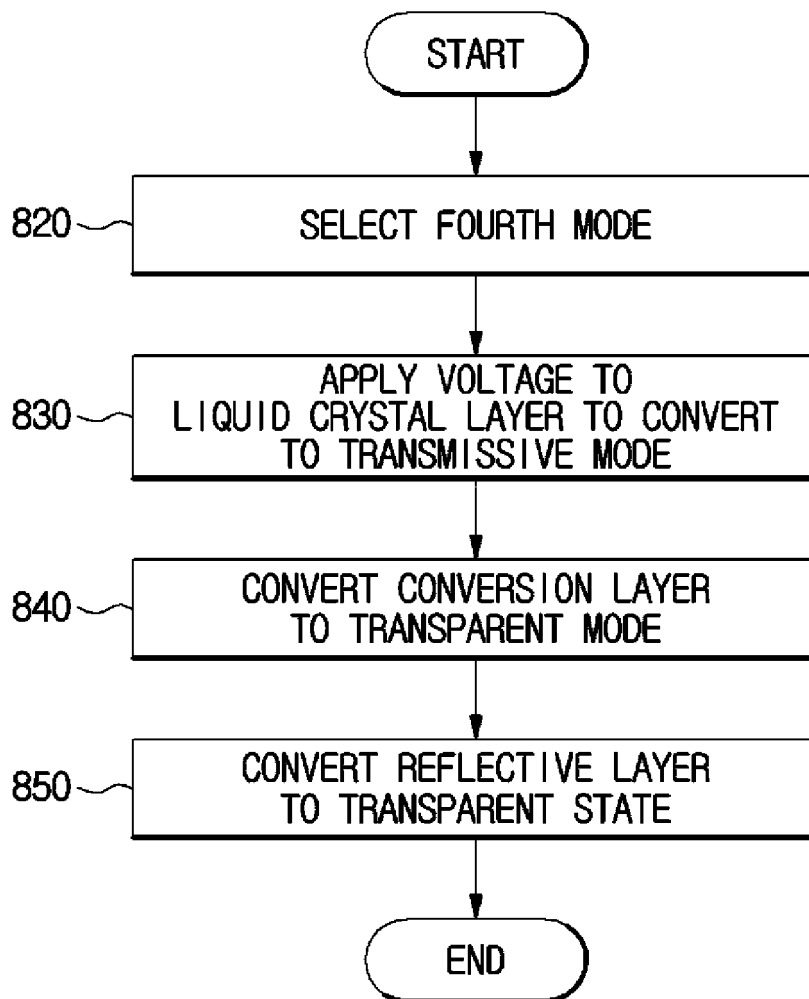 START
820
SELECT FOURTH MODE
830
APPLY VOLTAGE TO
LIQUID CRYSTAL LAYER TO CONVERT
TO TRANSMISSIVE MODE
840
CONVERT CONVERSION LAYER
TO TRANSPARENT MODE
850
CONVERT REFLECTIVE LAYER
TO TRANSPARENT STATE
END